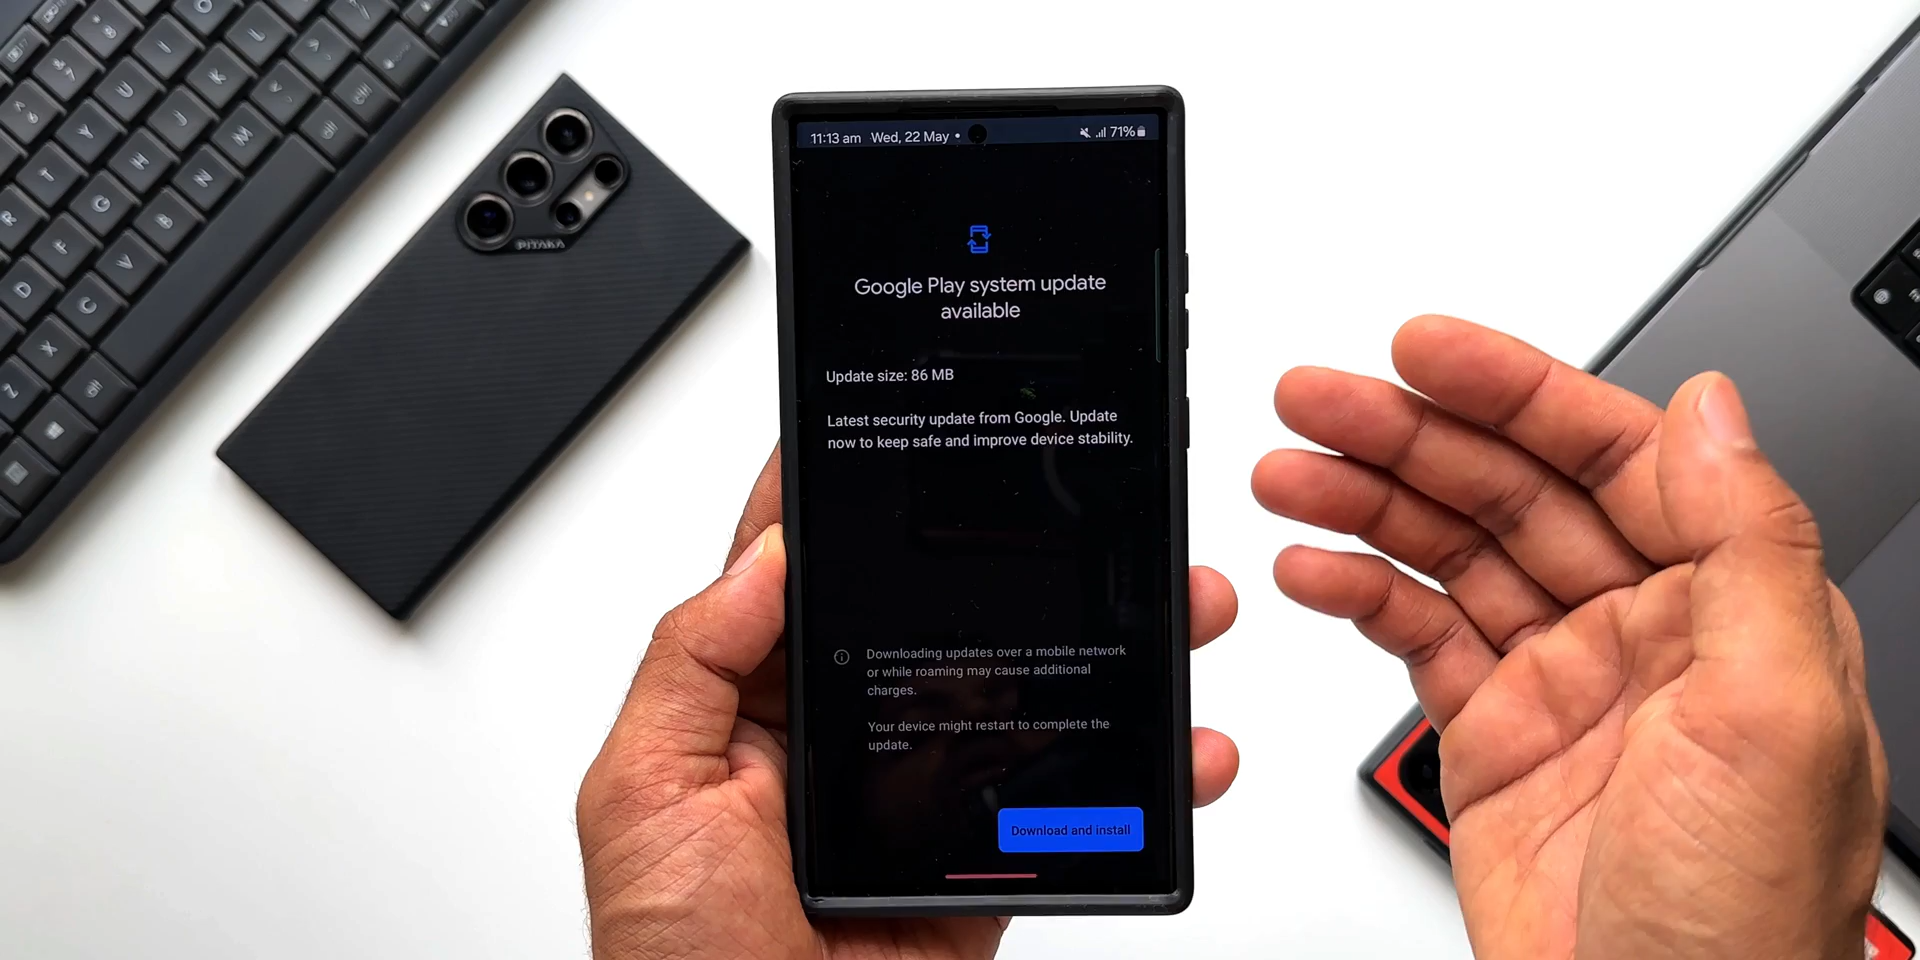 11:13 am Wed, 22 May • 71%
Google Play system update
available
Update size: 86 MB
Latest security update from Google. Update
now to keep safe and improve device stability.
Downloading updates over a mobile network
or while roaming may cause additional
charges.
Your device might restart to complete the
update.
Download and install
PITAKA
U
J
Y
M
K
L
T
G
N
R
F
B
D
V
C
X
Z